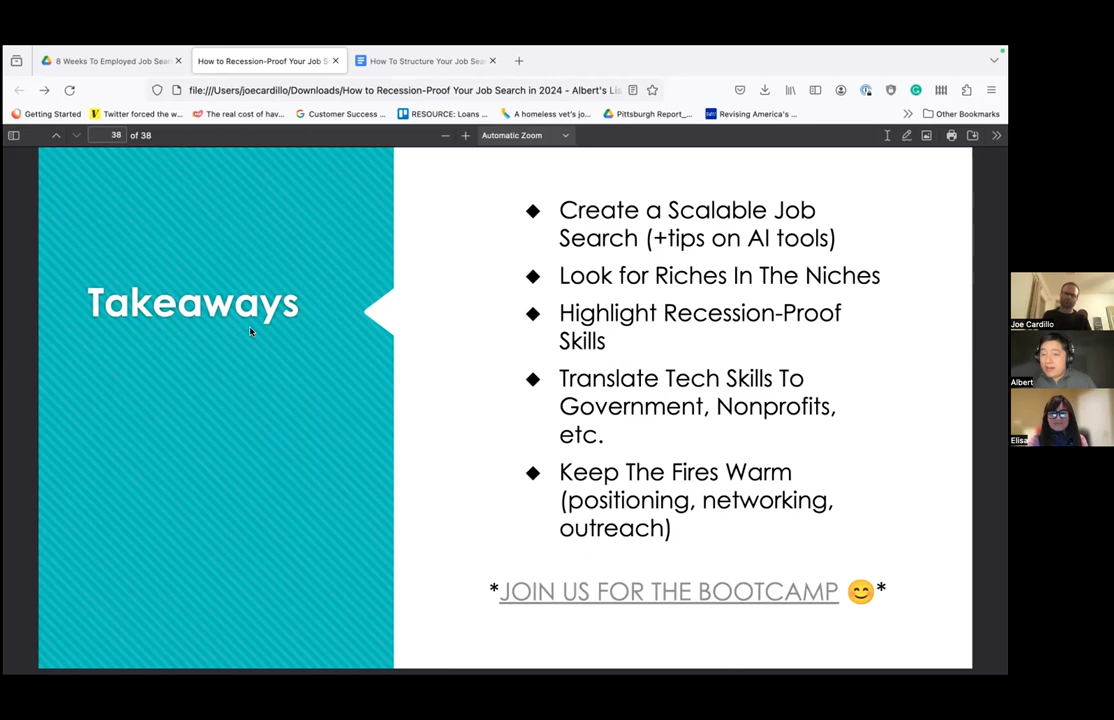 8 Weeks To Employed Job Sear
How to Recession-Proof Your Job S
How To Structure Your Job Sea
file:///Users/joecardillo/Downloads/How to Recession-Proof Your Job Search in 2024 - Albert's Lis
Getting Started
Twitter forced the w...
The real cost of hav...
Customer Success ...
RESOURCE: Loans ...
A homeless vet's jo...
Pittsburgh Report_...
Revising America's ...
Other Bookmarks
38 of 38
Automatic Zoom
Takeaways
Create a Scalable Job
Search (+tips on AI tools)
Look for Riches In The Niches
Highlight Recession-Proof
Skills
Translate Tech Skills To
Government, Nonprofits,
etc.
Keep The Fires Warm
(positioning, networking,
outreach)
*JOIN US FOR THE BOOTCAMP 😊*
Joe Cardillo
Albert
Elisa